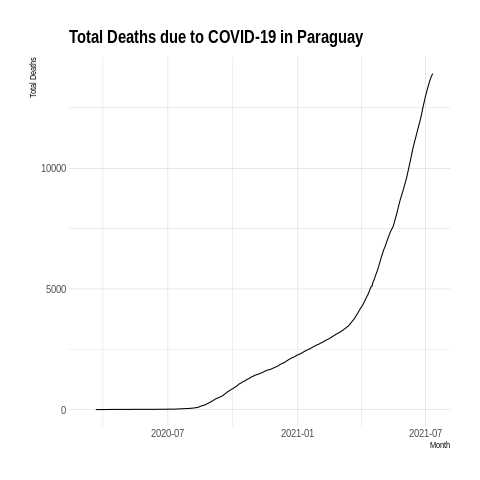 Total Deaths due to COVID-19 in Paraguay
Total Deaths
10000
5000
0
2020-07
2021-01
2021-07
Month